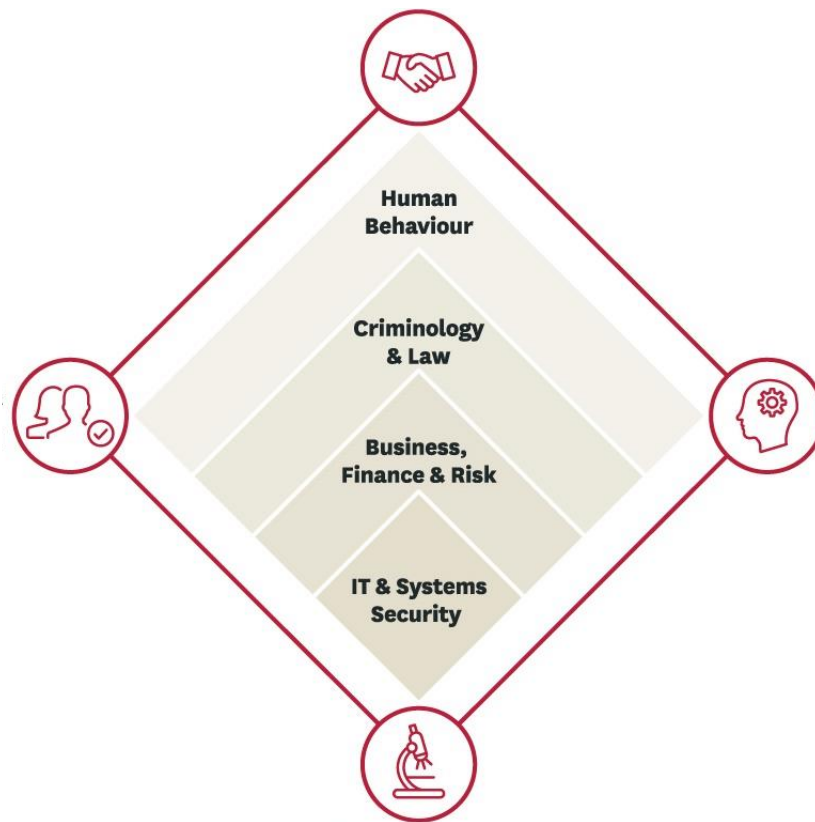 Human
Behaviour
Criminology
& Law
Business,
Finance & Risk
IT & Systems
Security